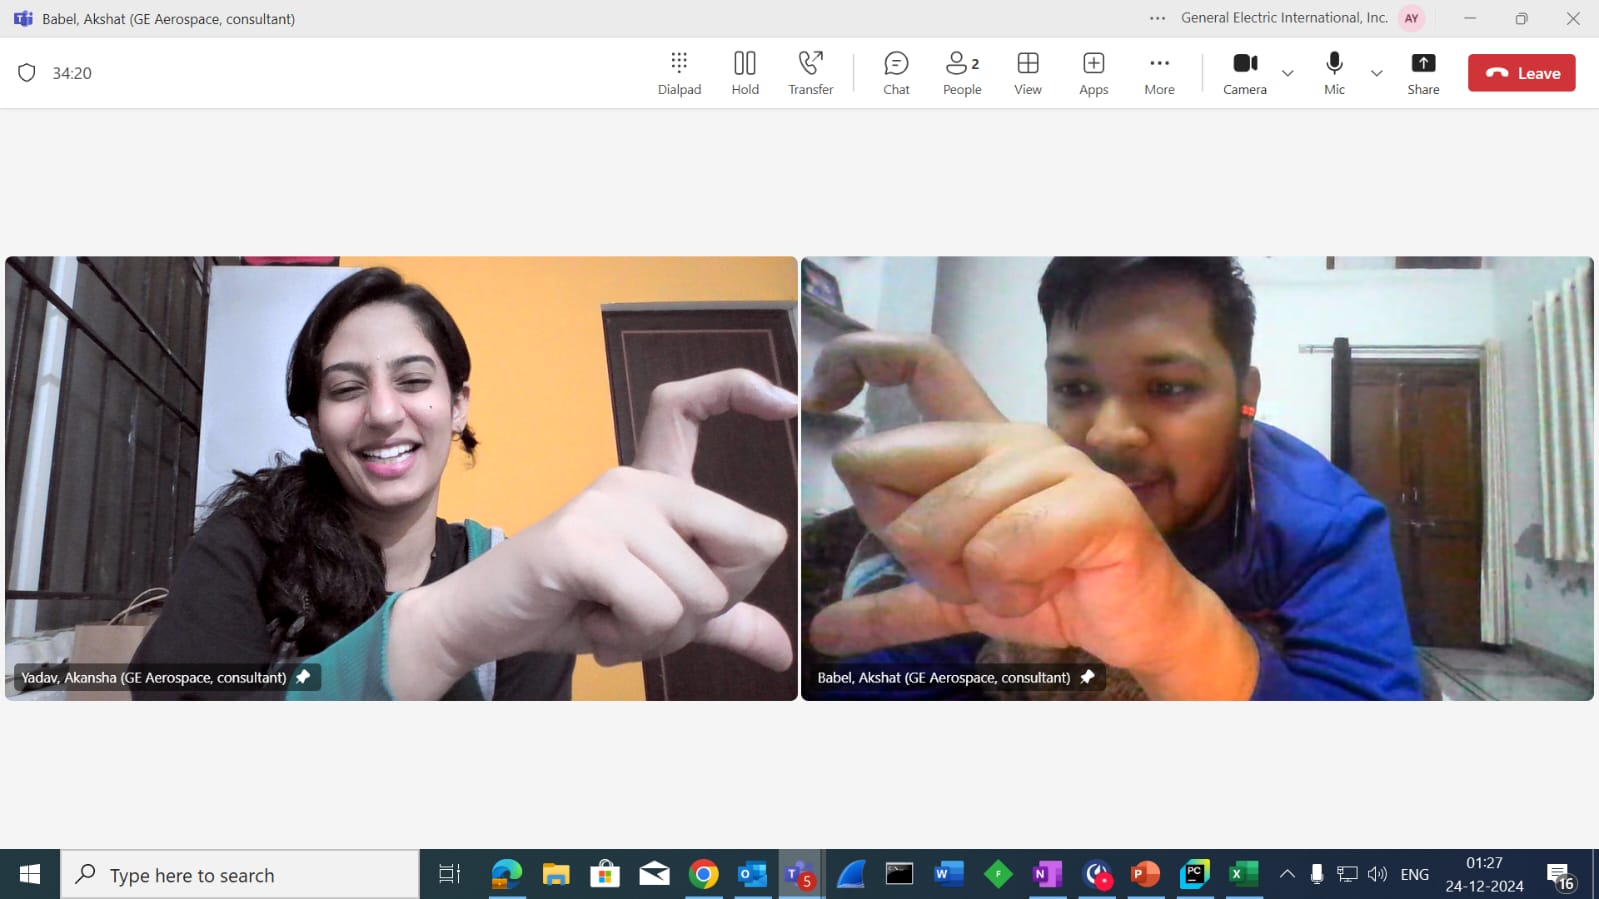 Babel, Akshat (GE Aerospace, consultant)
General Electric International, Inc.
AY
34:20
Dialpad
Hold
Transfer
Chat
2
People
View
Apps
More
Camera
Mic
Share
Leave
Yadav, Akansha (GE Aerospace, consultant)
Babel, Akshat (GE Aerospace, consultant)
Type here to search
5
ENG
01:27
24-12-2024
16